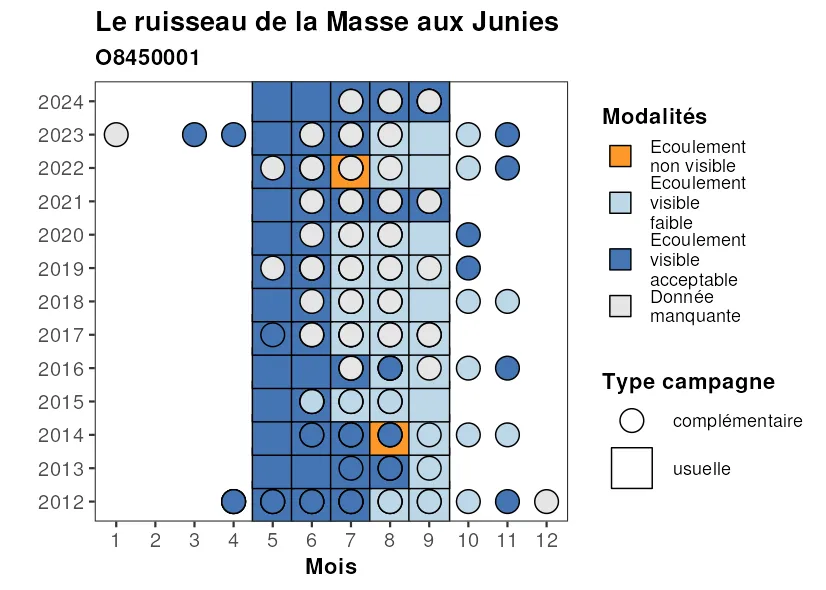 Le ruisseau de la Masse aux Junies
O8450001
2024
2023
2022
2021
2020
2019
2018
2017
2016
2015
2014
2013
2012
1 2 3 4 5 6 7 8 9 10 11 12
Mois
Modalités
Ecoulement
non visible
Ecoulement
visible
faible
Ecoulement
visible
acceptable
Donnée
manquante
Type campagne
complémentaire
usuelle